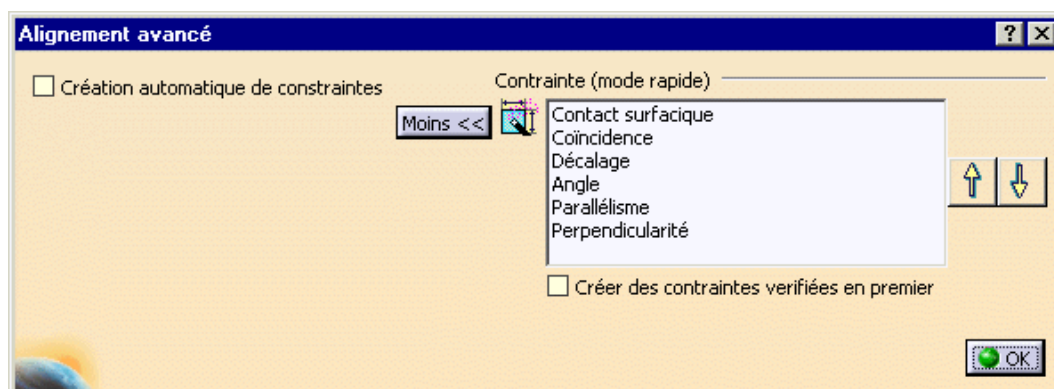 Alignement avancé
Création automatique de constraintes
Moins <<
Contrainte (mode rapide)
Contact surfacique
Coïncidence
Décalage
Angle
Parallélisme
Perpendicularité
Créer des contraintes verifiées en premier
OK